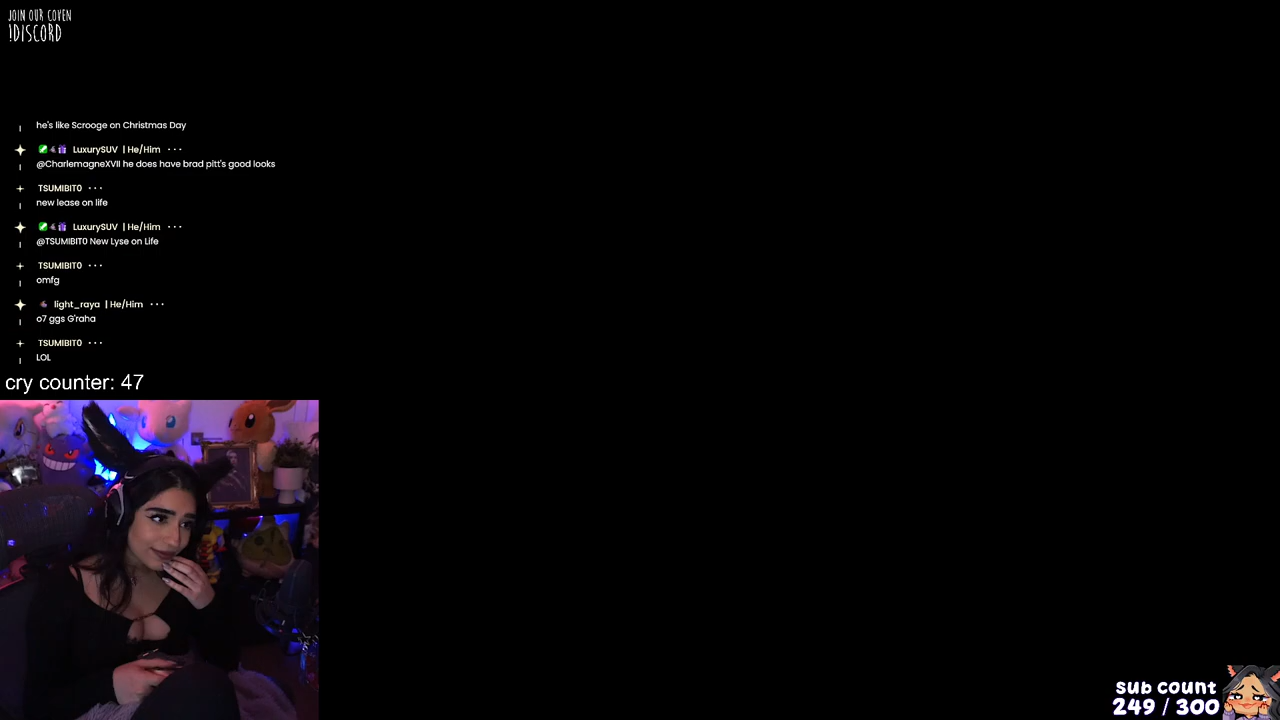 JOIN OUR COVEN
!DISCORD
he's like Scrooge on Christmas Day
LuxurySUV | He/Him ...
@CharlemagneXVII he does have brad pitt's good looks
TSUMIBIT0 ...
new lease on life
LuxurySUV | He/Him ...
@TSUMIBIT0 New Lyse on Life
TSUMIBIT0 ...
omfg
light_raya | He/Him ...
o7 ggs G'raha
TSUMIBIT0 ...
LOL
cry counter: 47
sub count
249 / 300